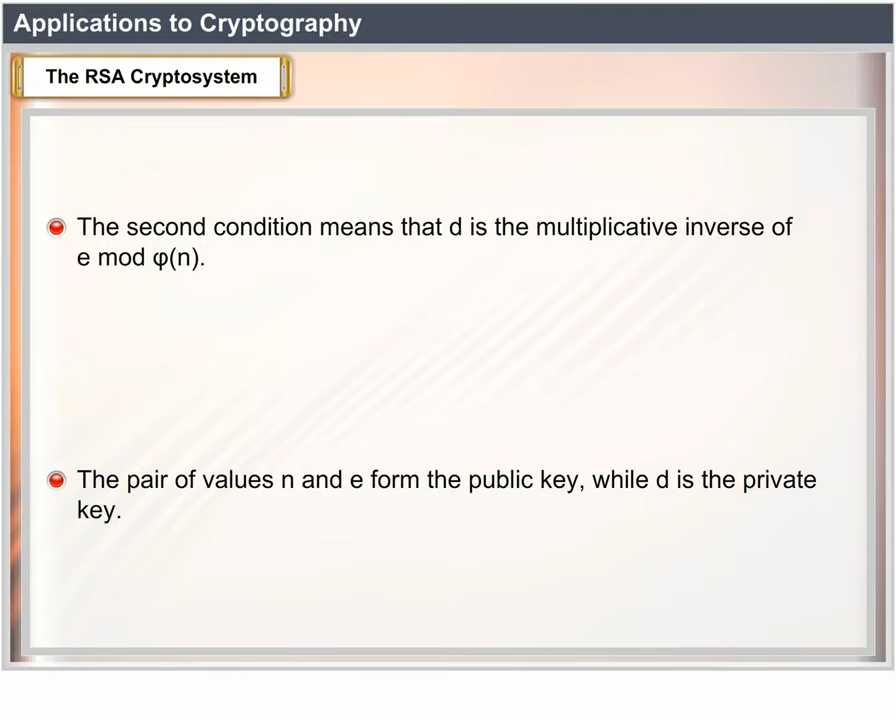 Applications to Cryptography
The RSA Cryptosystem
The second condition means that d is the multiplicative inverse of
e mod φ(n).
The pair of values n and e form the public key, while d is the private
key.